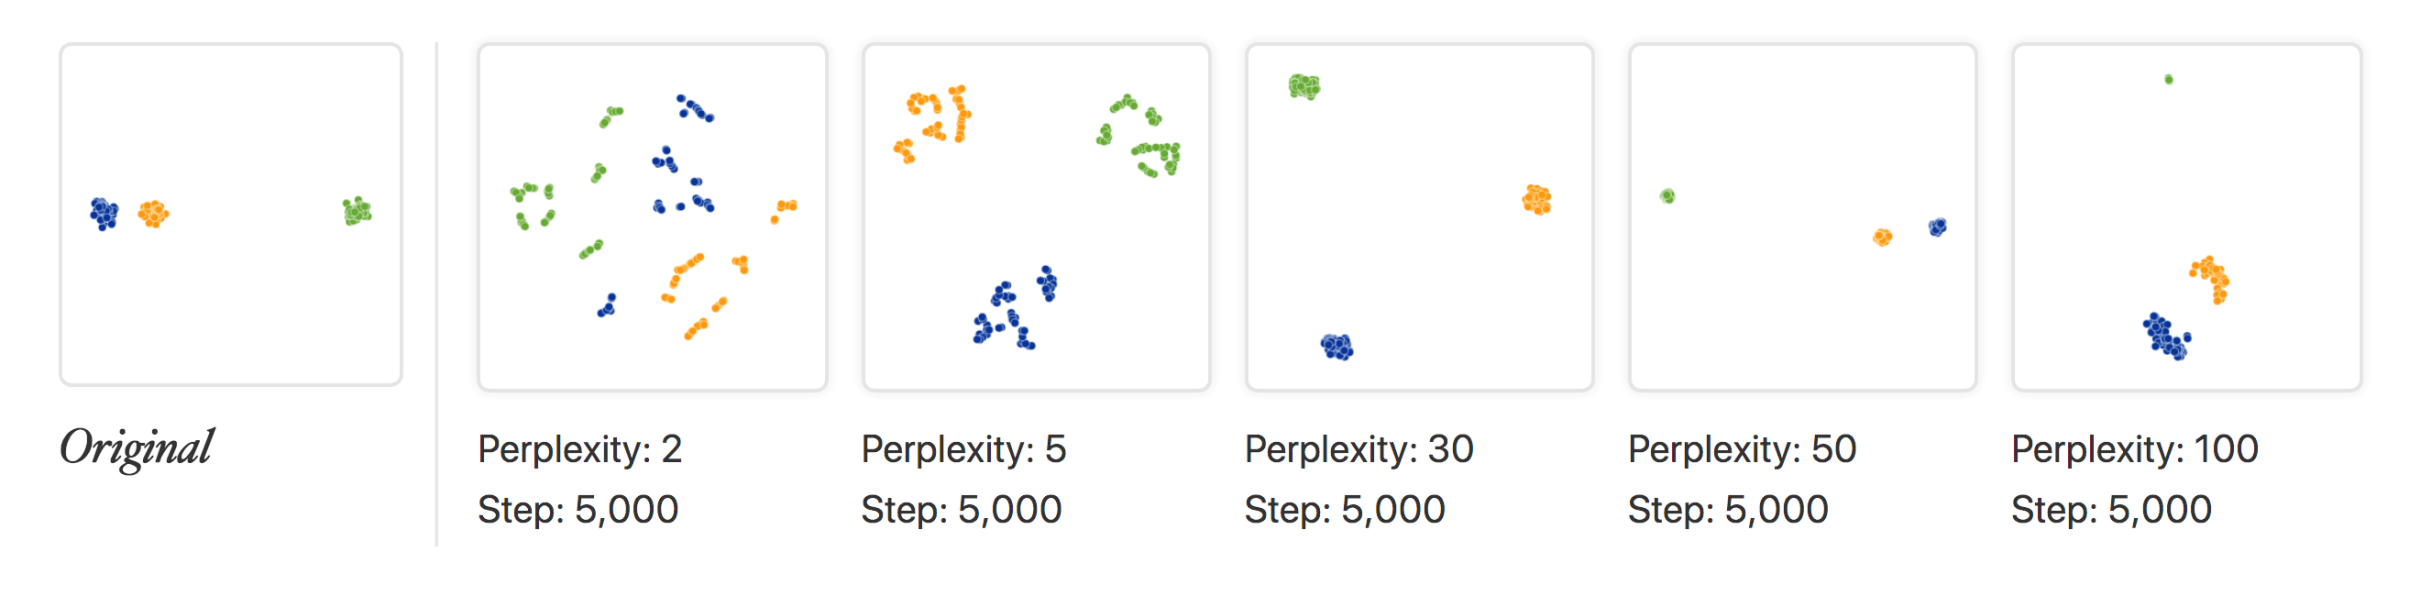 Original
Perplexity: 2
Step: 5,000
Perplexity: 5
Step: 5,000
Perplexity: 30
Step: 5,000
Perplexity: 50
Step: 5,000
Perplexity: 100
Step: 5,000